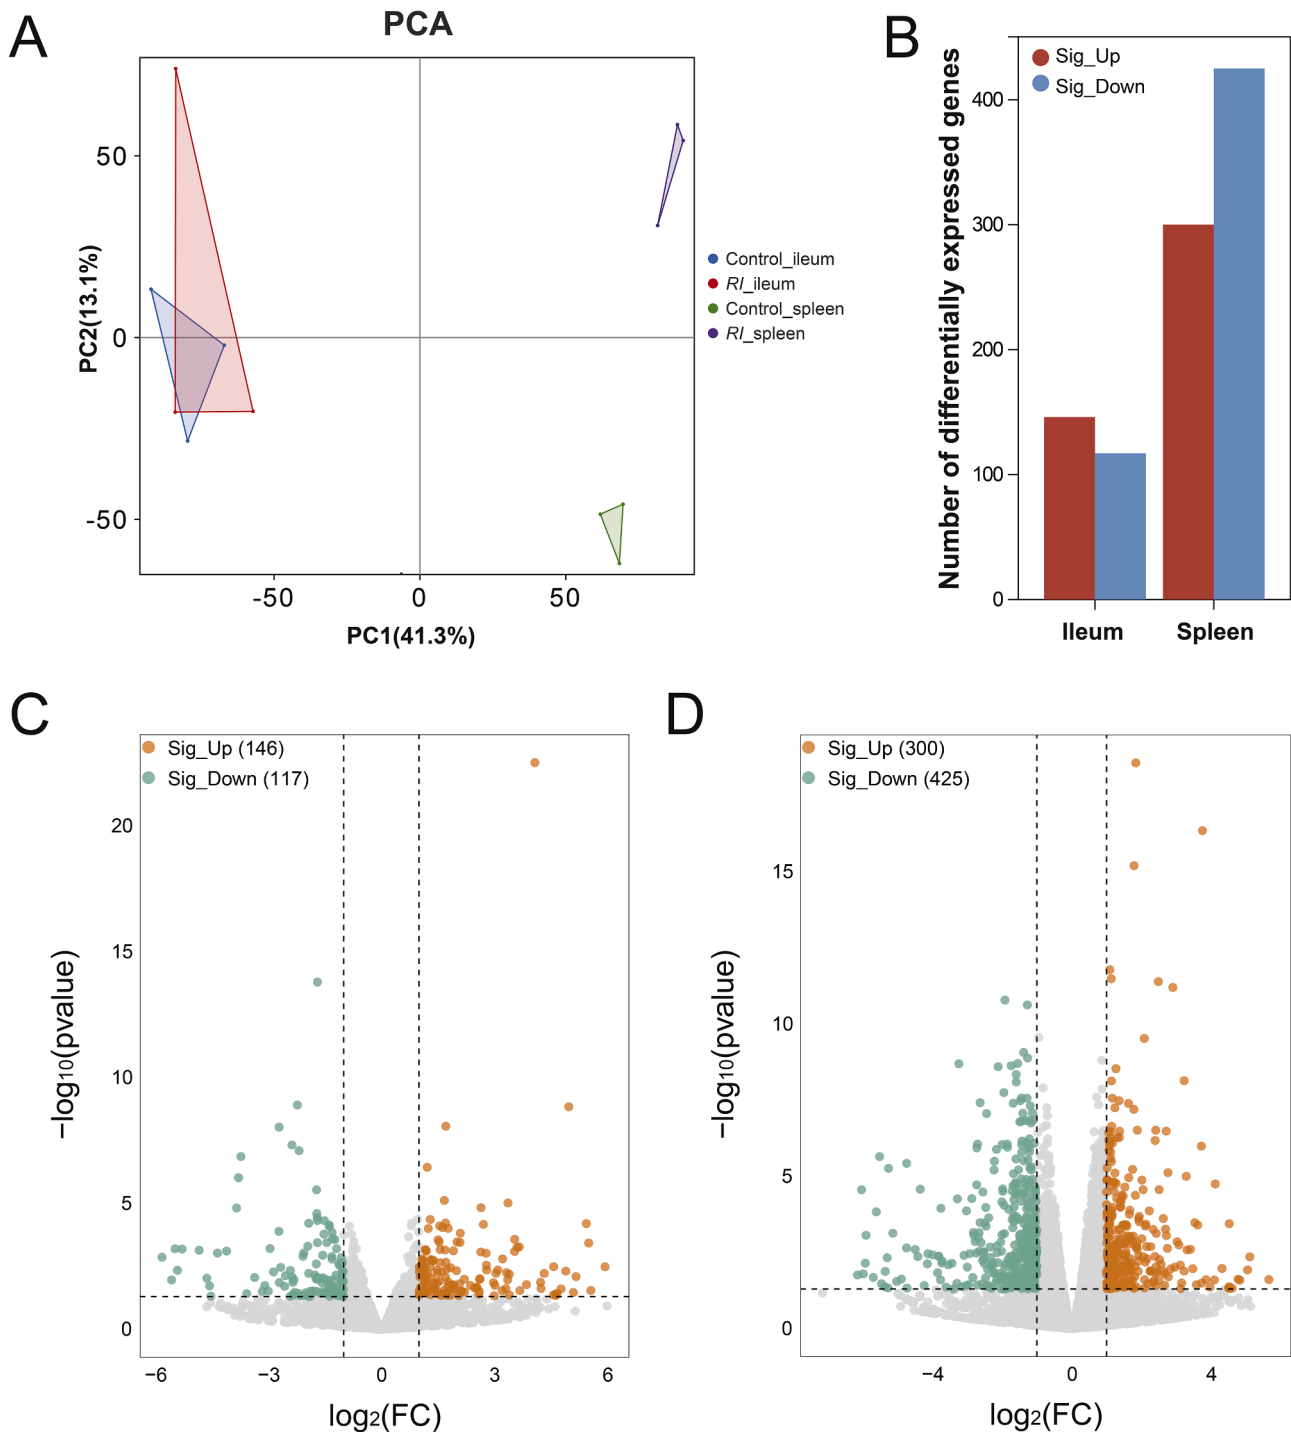 A
PCA
50
0
-50
-50
0
50
PC2(13.1%)
PC1(41.3%)
Control_ileum
RI_ileum
Control_spleen
RI_spleen
B
Sig_Up
Sig_Down
Number of differentially expressed genes
400
300
200
100
0
Ileum
Spleen
C
Sig_Up (146)
Sig_Down (117)
20
15
10
5
0
−log10(pvalue)
−6
−3
0
3
6
log2(FC)
D
Sig_Up (300)
Sig_Down (425)
15
10
5
0
−log10(pvalue)
−4
0
4
log2(FC)